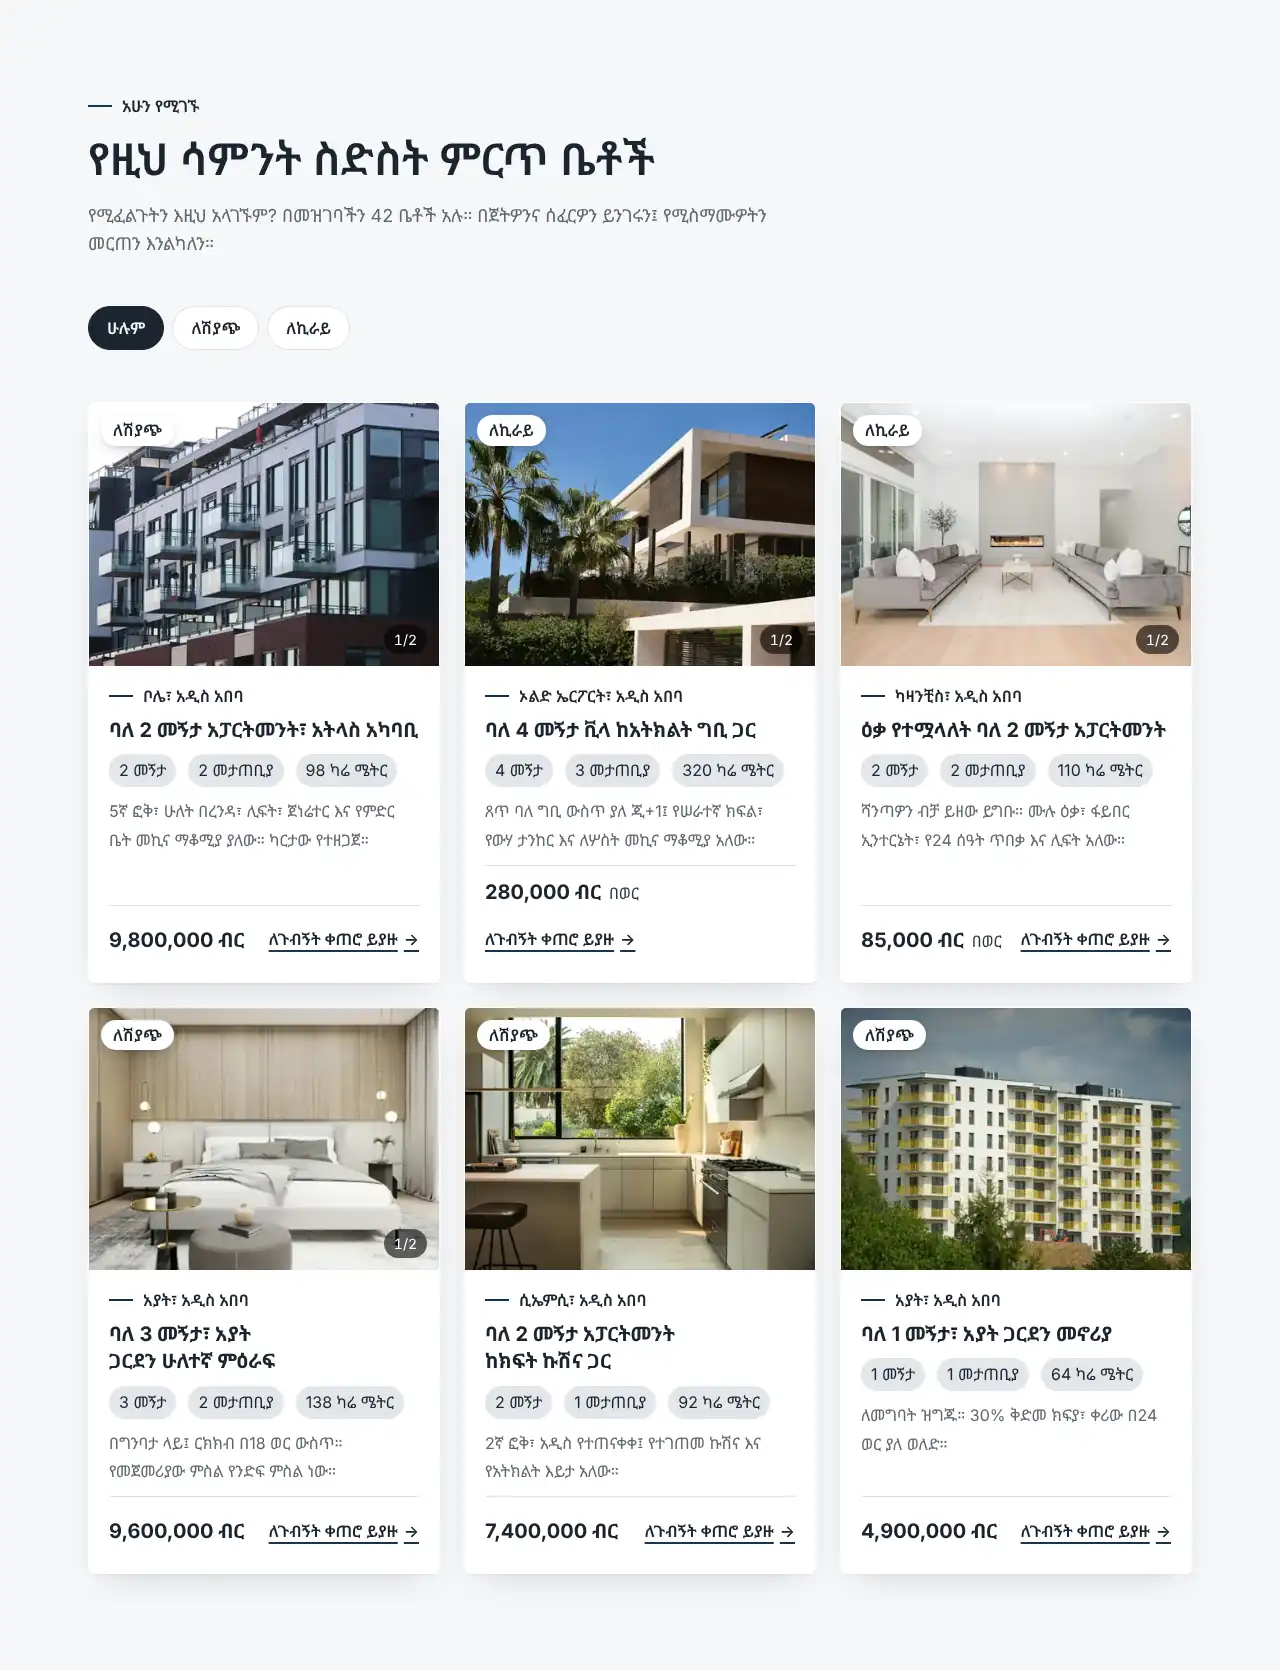 አሁን የሚገኙ
የዚህ ሳምንት ስድስት ምርጥ ቤቶች
የሚፈልጉትን እዚህ አላገኙም? በመዝገባችን 42 ቤቶች አሉ። በጀትዎንና ሰፈርዎን ይንገሩን፤ የሚስማሙዎትን
መርጠን እንልካለን።
ሁሉም
ለሽያጭ
ለኪራይ
ለሽያጭ
1/2
ቦሌ፣ አዲስ አበባ
ባለ 2 መኝታ አፓርትመንት፣ አትላስ አካባቢ
2 መኝታ
2 መታጠቢያ
98 ካሬ ሜትር
5ኛ ፎቅ፣ ሁለት በረንዳ፣ ሊፍት፣ ጀነሬተር እና የምድር
ቤት መኪና ማቆሚያ ያለው። ካርታው የተዘጋጀ።
9,800,000 ብር
ለጉብኝት ቀጠሮ ይያዙ →
ለኪራይ
1/2
ኦልድ ኤርፖርት፣ አዲስ አበባ
ባለ 4 መኝታ ቪላ ከአትክልት ግቢ ጋር
4 መኝታ
3 መታጠቢያ
320 ካሬ ሜትር
ጸጥ ባለ ግቢ ውስጥ ያለ ጂ+1፤ የሠራተኛ ክፍል፣
የውሃ ታንከር እና ለሦስት መኪና ማቆሚያ አለው።
280,000 ብር በወር
ለጉብኝት ቀጠሮ ይያዙ →
ለኪራይ
1/2
ካዛንቺስ፣ አዲስ አበባ
ዕቃ የተሟላለት ባለ 2 መኝታ አፓርትመንት
2 መኝታ
2 መታጠቢያ
110 ካሬ ሜትር
ሻንጣዎን ብቻ ይዘው ይግቡ። ሙሉ ዕቃ፣ ፋይበር
ኢንተርኔት፣ የ24 ሰዓት ጥበቃ እና ሊፍት አለው።
85,000 ብር በወር
ለጉብኝት ቀጠሮ ይያዙ →
ለሽያጭ
1/2
አያት፣ አዲስ አበባ
ባለ 3 መኝታ፣ አያት
ጋርደን ሁለተኛ ምዕራፍ
3 መኝታ
2 መታጠቢያ
138 ካሬ ሜትር
በግንባታ ላይ፤ ርክክብ በ18 ወር ውስጥ።
የመጀመሪያው ምስል የንድፍ ምስል ነው።
9,600,000 ብር
ለጉብኝት ቀጠሮ ይያዙ →
ለሽያጭ
ሲኤምሲ፣ አዲስ አበባ
ባለ 2 መኝታ አፓርትመንት
ከክፍት ኩሽና ጋር
2 መኝታ
1 መታጠቢያ
92 ካሬ ሜትር
2ኛ ፎቅ፣ አዲስ የተጠናቀቀ፤ የተገጠመ ኩሽና እና
የአትክልት እይታ አለው።
7,400,000 ብር
ለጉብኝት ቀጠሮ ይያዙ →
ለሽያጭ
አያት፣ አዲስ አበባ
ባለ 1 መኝታ፣ አያት ጋርደን መኖሪያ
1 መኝታ
1 መታጠቢያ
64 ካሬ ሜትር
ለመግባት ዝግጁ። 30% ቅድመ ክፍያ፣ ቀሪው በ24
ወር ያለ ወለድ።
4,900,000 ብር
ለጉብኝት ቀጠሮ ይያዙ →